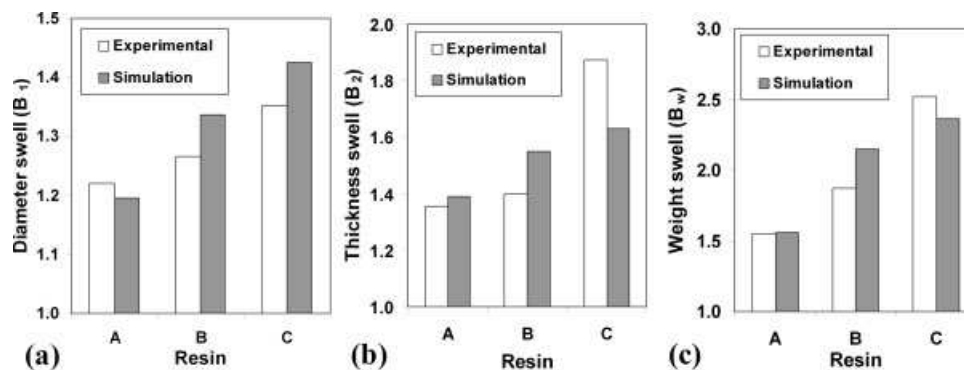 1.5
1.4
1.3
1.2
1.1
1.0
Diameter swell (B 1)
Experimental
Simulation
A B C
Resin
(a)
2.0
1.8
1.6
1.4
1.2
1.0
Thickness swell (B2)
Experimental
Simulation
A B C
Resin
(b)
3.0
2.5
2.0
1.5
1.0
Weight swell (Bw)
Experimental
Simulation
A B C
Resin
(c)